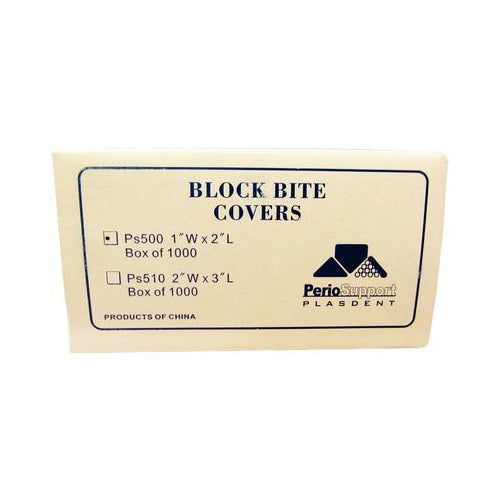 BLOCK BITE
COVERS
Ps500 1"W x 2"L
Box of 1000
Ps510 2"W x 3"L
Box of 1000
PerioSupport
PLASDENT
PRODUCTS OF CHINA